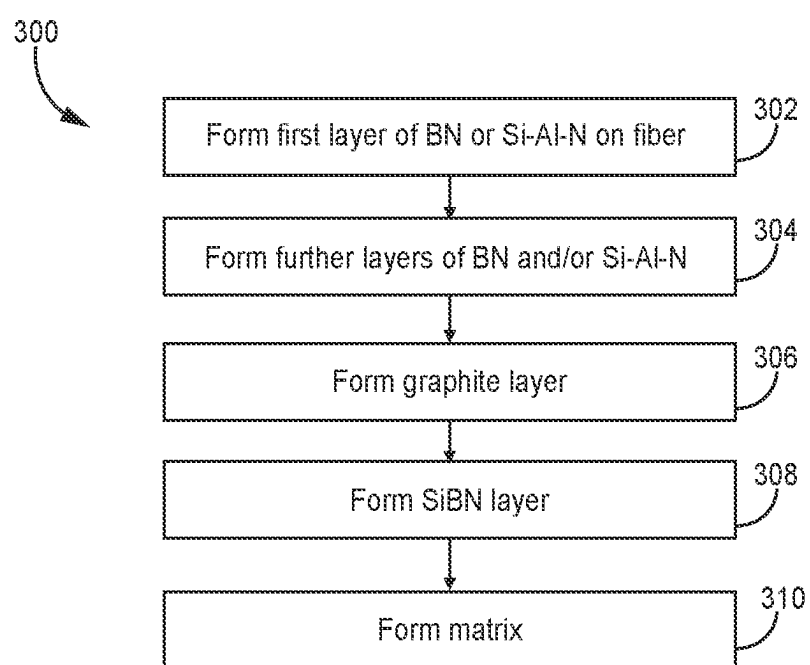 300
Form first layer of BN or Si-Al-N on fiber
302
Form further layers of BN and/or Si-Al-N
304
Form graphite layer
306
Form SiBN layer
308
Form matrix
310